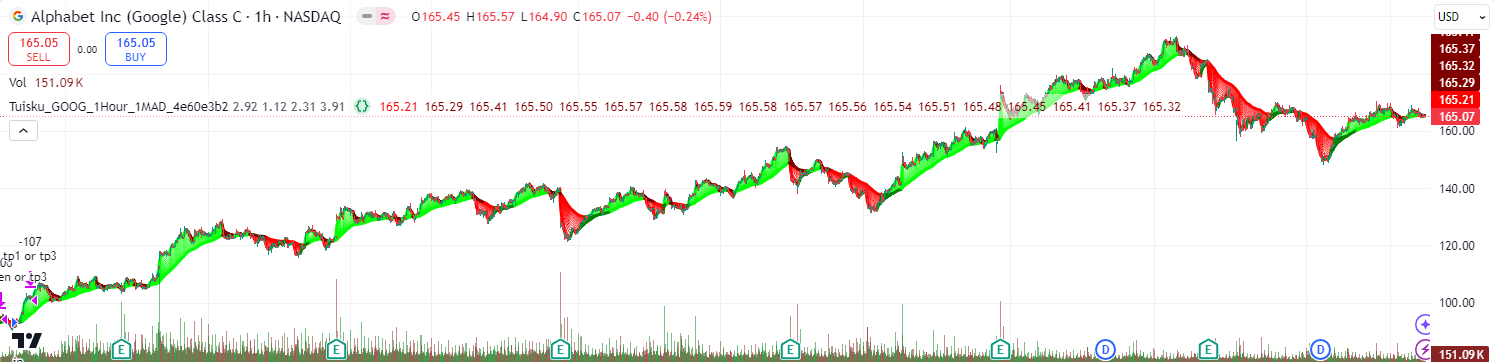 Alphabet Inc (Google) Class C · 1h · NASDAQ O165.45 H165.57 L164.90 C165.07 −0.40 (−0.24%)
USD
165.05 SELL 0.00 165.05 BUY
Vol 151.09 K
Tuisku_GOOG_1Hour_1MAD_4e60e3b2 2.92 1.12 2.31 3.91 165.21 165.29 165.41 165.50 165.55 165.57 165.58 165.59 165.58 165.57 165.56 165.54 165.51 165.48 165.45 165.41 165.37 165.32
165.37
165.32
165.29
165.21
165.07
160.00
140.00
120.00
100.00
151.09 K
-107
tp1 or tp3
en or tp3
E E E E E D E D